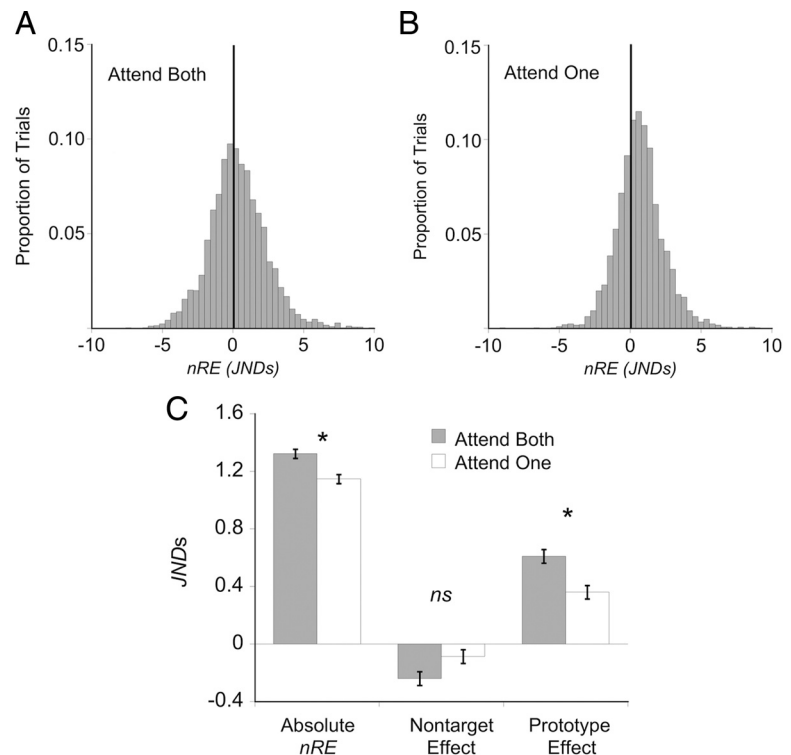 A
0.15
Attend Both
0.10
0.05
Proportion of Trials
-10
-5
0
5
10
nRE (JNDs)
B
0.15
Attend One
0.10
0.05
Proportion of Trials
-10
-5
0
5
10
nRE (JNDs)
C
1.6
1.2
0.8
0.4
0
-0.4
JNDs
Attend Both
Attend One
*
ns
*
Absolute
nRE
Nontarget
Effect
Prototype
Effect